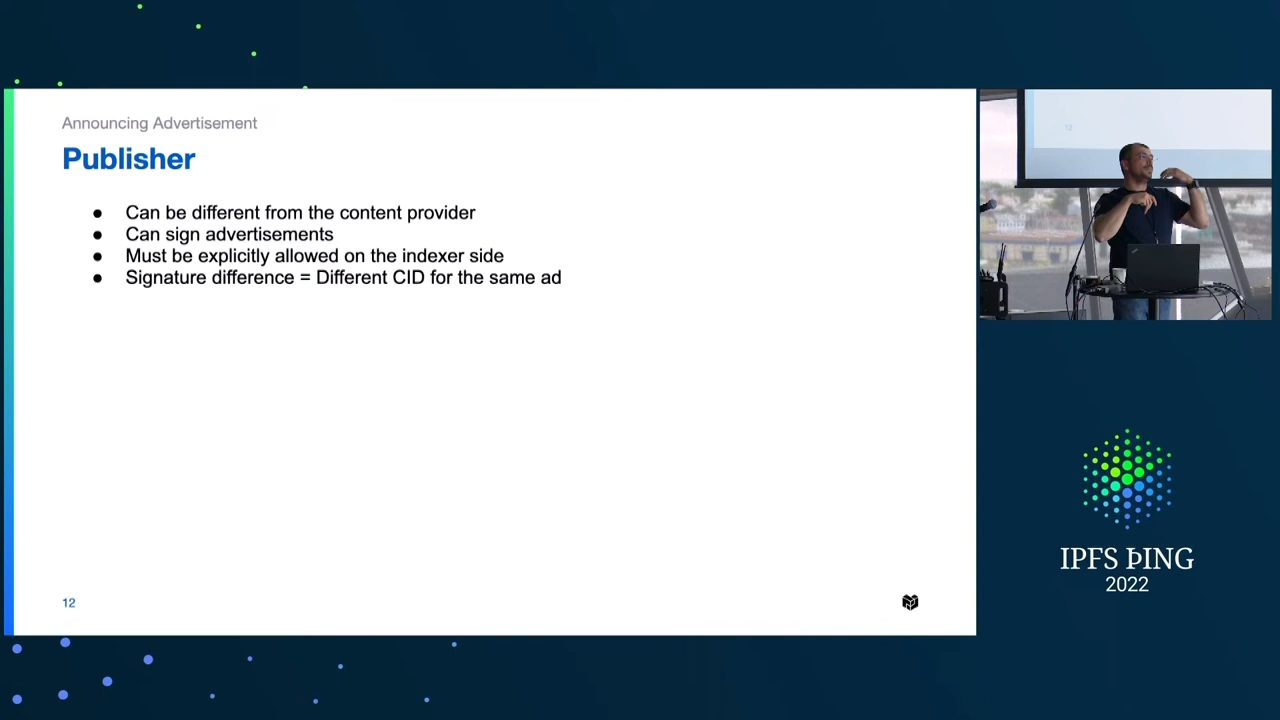 Announcing Advertisement
Publisher
● Can be different from the content provider
● Can sign advertisements
● Must be explicitly allowed on the indexer side
● Signature difference = Different CID for the same ad
12
12
IPFS ÞING
2022